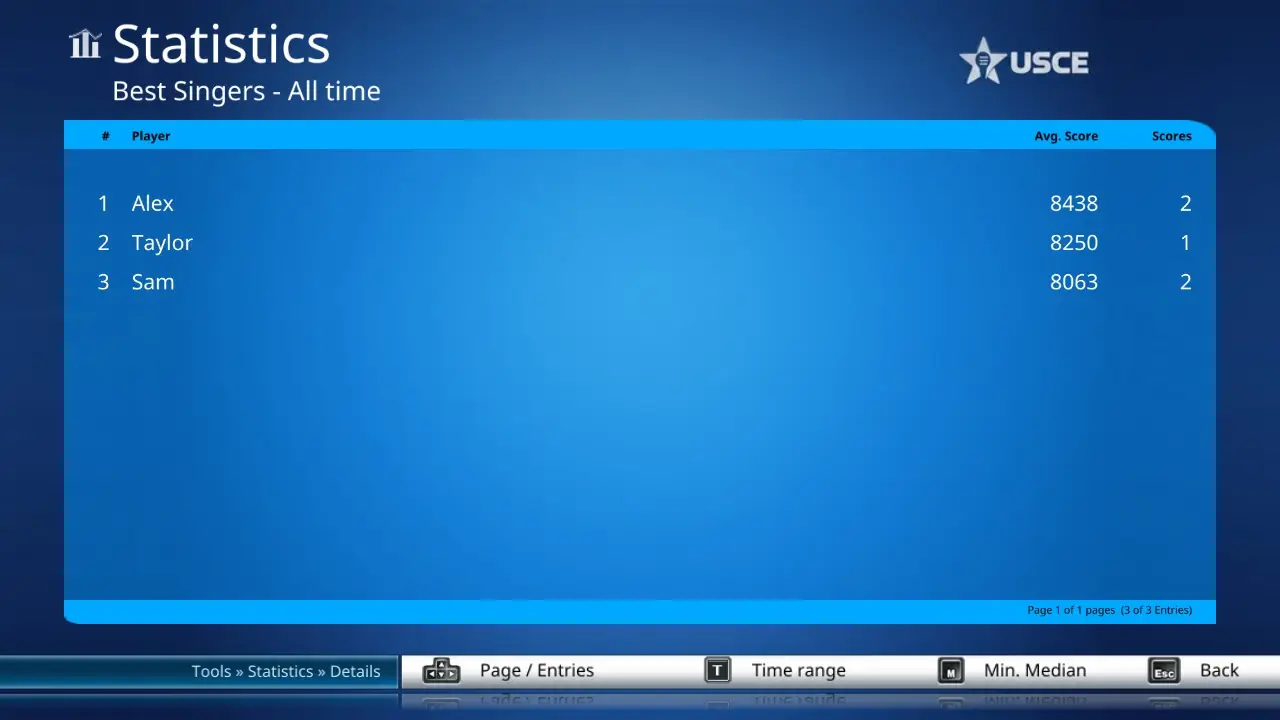 Statistics
Best Singers - All time
USCE
# Player Avg. Score Scores
1 Alex 8438 2
2 Taylor 8250 1
3 Sam 8063 2
Page 1 of 1 pages (3 of 3 Entries)
Tools » Statistics » Details Page / Entries T Time range M Min. Median Esc Back